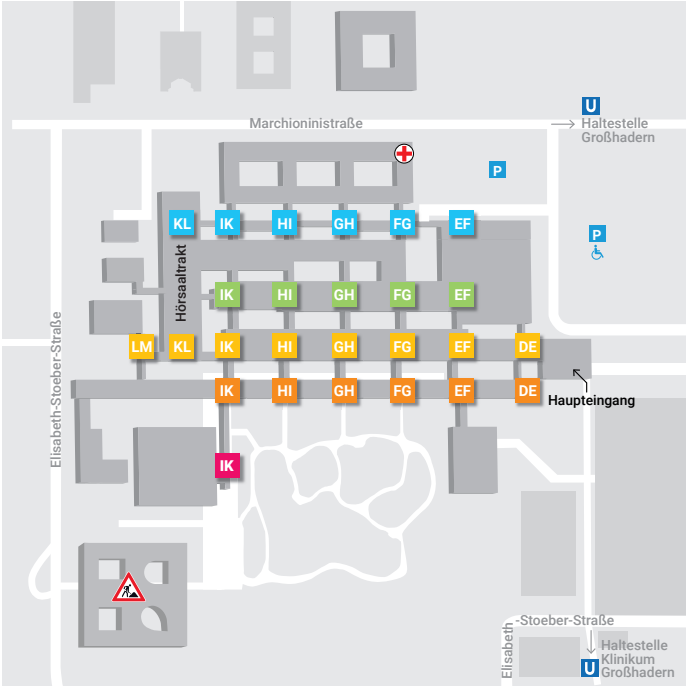 U
Marchioninistraße
Haltestelle
Großhadern
P
KL IK HI GH FG EF
P
Hörsaaltrakt
IK HI GH FG EF
LM KL IK HI GH FG EF DE
IK HI GH FG EF DE
Haupteingang
Elisabeth-Stoeber-Straße
IK
Elisabeth
-Stoeber-Straße
U
Haltestelle
Klinikum
Großhadern